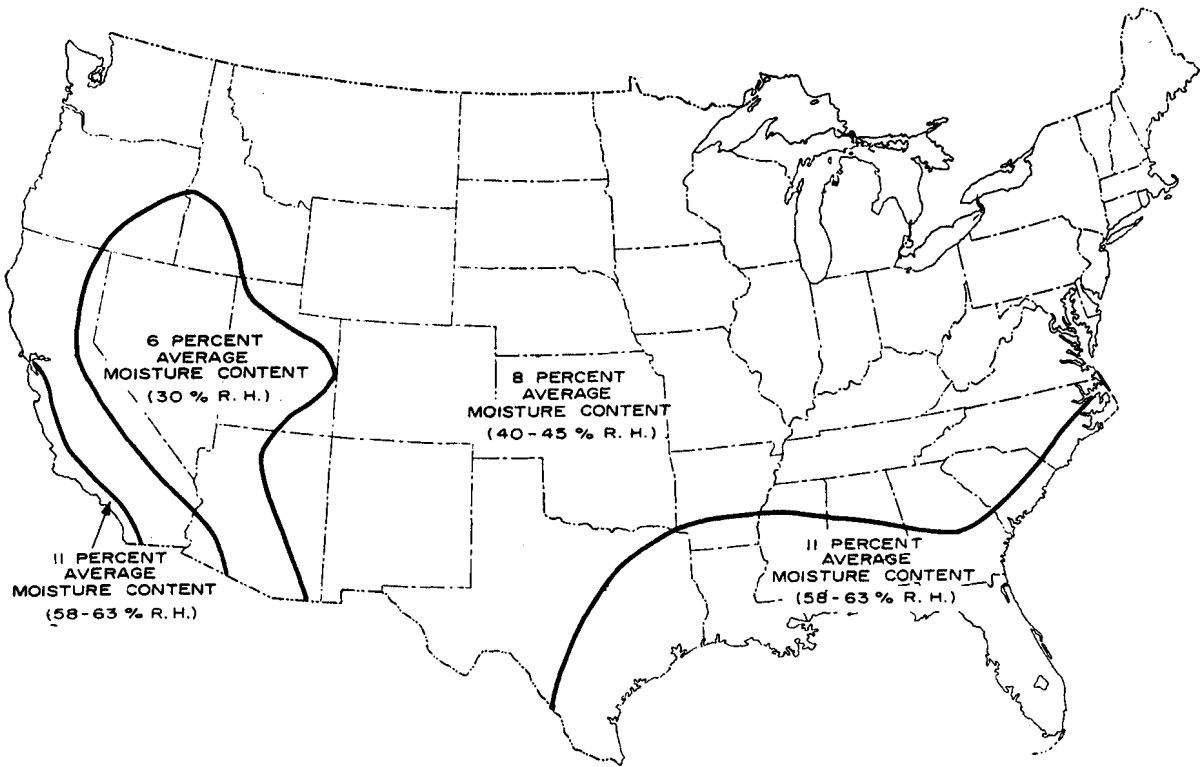 6 PERCENT
AVERAGE
MOISTURE CONTENT
(30 % R. H.)
8 PERCENT
AVERAGE
MOISTURE CONTENT
(40-45 % R. H.)
11 PERCENT
AVERAGE
MOISTURE CONTENT
(58-63 % R. H.)
11 PERCENT
AVERAGE
MOISTURE CONTENT
(58-63 % R. H.)